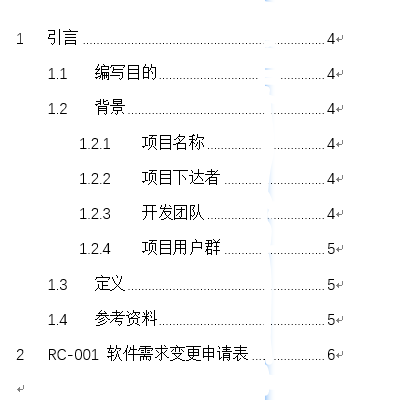 1 引言 ........................ 4
1.1 编写目的 ........................ 4
1.2 背景 ........................ 4
1.2.1 项目名称 ........................ 4
1.2.2 项目下达者 ........................ 4
1.2.3 开发团队 ........................ 4
1.2.4 项目用户群 ........................ 5
1.3 定义 ........................ 5
1.4 参考资料 ........................ 5
2 RC-001 软件需求变更申请表 ........................ 6